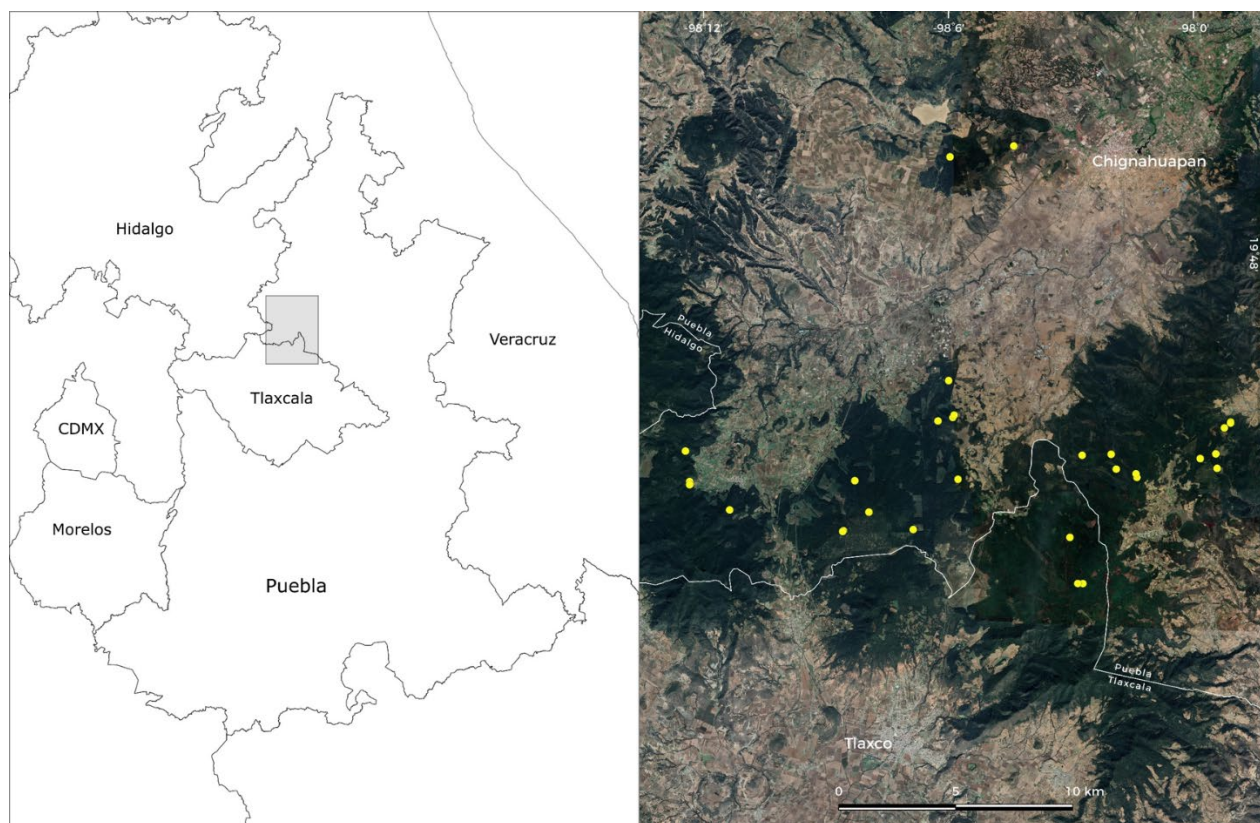 Hidalgo
Veracruz
Tlaxcala
CDMX
Morelos
Puebla
-98°12'
-98°6'
-98°0'
Chignahuapan
19°48'
Puebla
Hidalgo
Puebla
Tlaxcala
Tlaxco
0 5 10 km